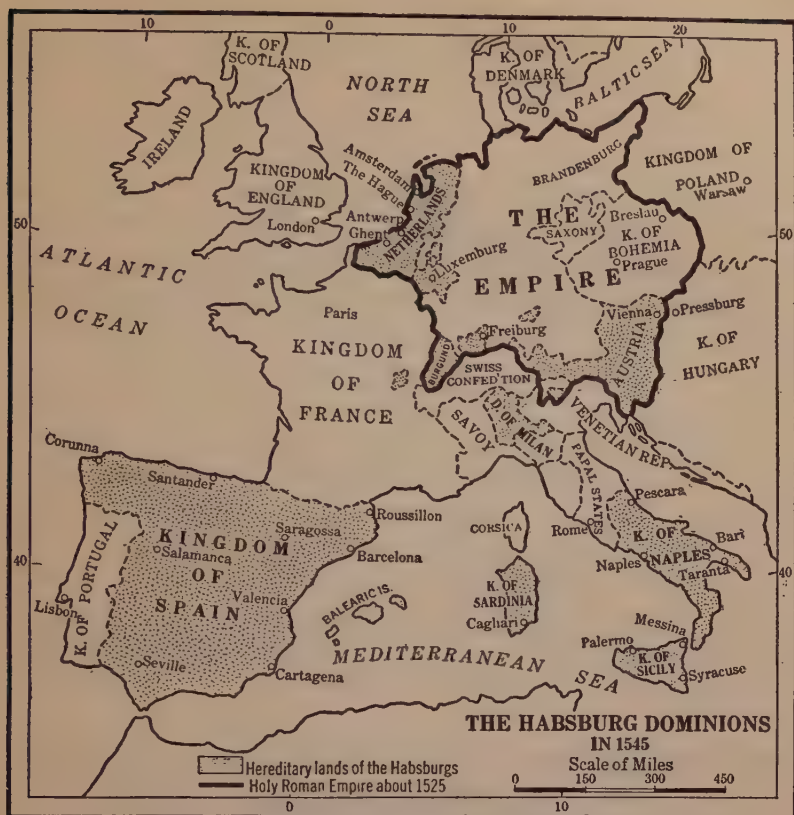 10
0
10
20
K. OF
SCOTLAND
NORTH
SEA
K. OF
DENMARK
BALTIC SEA
IRELAND
KINGDOM
OF
ENGLAND
London
Amsterdam
The Hague
Antwerp
Ghent
NETHERLANDS
Luxemburg
BRANDENBURG
KINGDOM OF
POLAND
Warsaw
THE
EMPIRE
SAXONY
Breslau
K. OF
BOHEMIA
Prague
50
50
ATLANTIC
OCEAN
Paris
KINGDOM
OF
FRANCE
BURGUNDY
Freiburg
SWISS
CONFED'TION
Vienna
Pressburg
AUSTRIA
K. OF
HUNGARY
SAVOY
D. OF MILAN
VENETIAN REP.
PAPAL STATES
Corunna
Santander
Roussillon
Saragossa
KINGDOM
OF
SPAIN
Salamanca
Barcelona
K. OF PORTUGAL
Lisbon
Valencia
Seville
Cartagena
BALEARIC IS.
CORSICA
Rome
Pescara
K. OF
NAPLES
Naples
Bari
Taranta
K. OF
SARDINIA
Cagliari
40
40
MEDITERRANEAN
SEA
Messina
Palermo
K. OF
SICILY
Syracuse
THE HABSBURG DOMINIONS
IN 1545
Scale of Miles
0 150 300 450
Hereditary lands of the Habsburgs
Holy Roman Empire about 1525
0
10